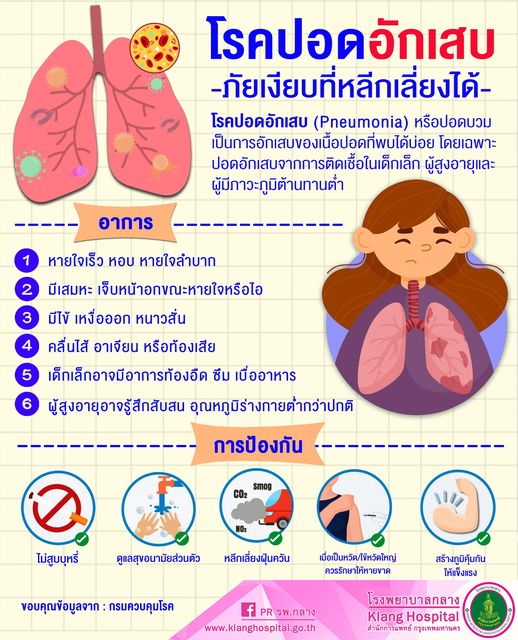 โรคปอดอักเสบ
-ภัยเงียบที่หลีกเลี่ยงได้-
โรคปอดอักเสบ (Pneumonia) หรือปอดบวม
เป็นการอักเสบของเนื้อปอดที่พบได้บ่อย โดยเฉพาะ
ปอดอักเสบจากการติดเชื้อในเด็กเล็ก ผู้สูงอายุและ
ผู้มีภาวะภูมิต้านทานต่ำ
อาการ
1 หายใจเร็ว หอบ หายใจลำบาก
2 มีเสมหะ เจ็บหน้าอกขณะหายใจหรือไอ
3 มีไข้ เหงื่อออก หนาวสั่น
4 คลื่นไส้ อาเจียน หรือท้องเสีย
5 เด็กเล็กอาจมีอาการท้องอืด ซึม เบื่ออาหาร
6 ผู้สูงอายุอาจรู้สึกสับสน อุณหภูมิร่างกายต่ำกว่าปกติ
การป้องกัน
CO₂ smog
NO₂
ไม่สูบบุหรี่
ดูแลสุขอนามัยส่วนตัว
หลีกเลี่ยงฝุ่นควัน
เมื่อเป็นหวัด/ไข้หวัดใหญ่
ควรรักษาให้หายขาด
สร้างภูมิคุ้มกัน
ให้แข็งแรง
ขอบคุณข้อมูลจาก : กรมควบคุมโรค
PR รพ.กลาง
www.klanghospital.go.th
โรงพยาบาลกลาง
Klang Hospital
สำนักการแพทย์ กรุงเทพมหานคร